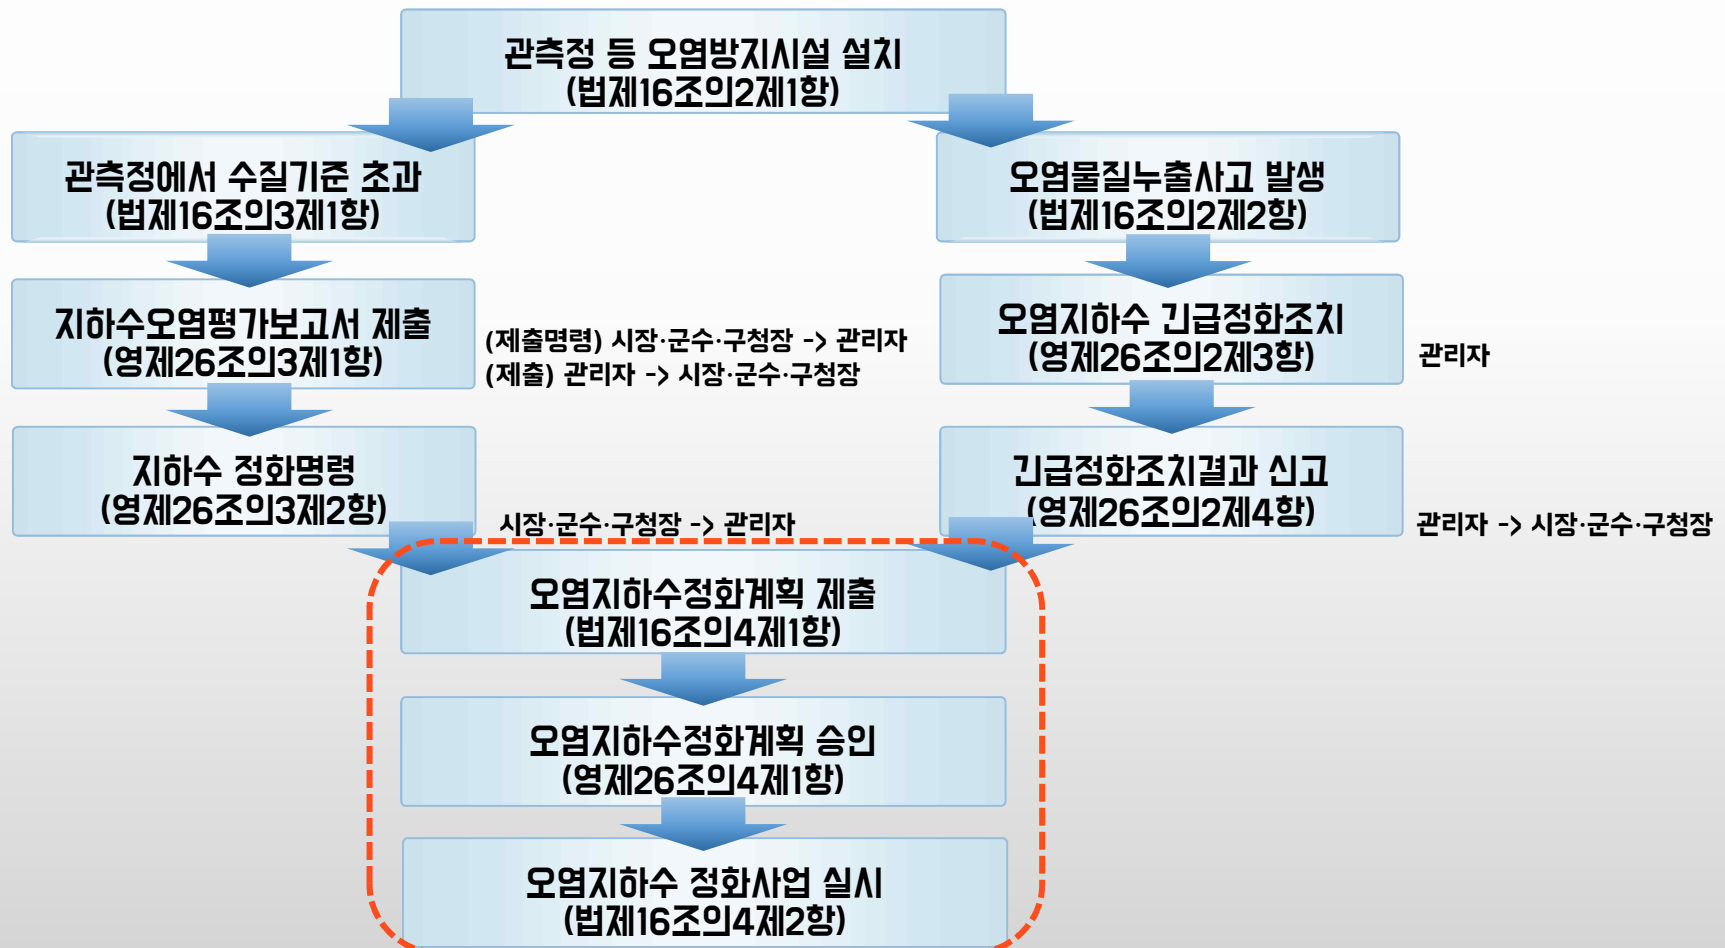 관측정 등 오염방지시설 설치
(법제16조의2제1항)
관측정에서 수질기준 초과
(법제16조의3제1항)
오염물질누출사고 발생
(법제16조의2제2항)
지하수오염평가보고서 제출
(영제26조의3제1항)
(제출명령) 시장·군수·구청장 -> 관리자
(제출) 관리자 -> 시장·군수·구청장
오염지하수 긴급정화조치
(영제26조의2제3항)
관리자
지하수 정화명령
(영제26조의3제2항)
시장·군수·구청장 -> 관리자
긴급정화조치결과 신고
(영제26조의2제4항)
관리자 -> 시장·군수·구청장
오염지하수정화계획 제출
(법제16조의4제1항)
오염지하수정화계획 승인
(영제26조의4제1항)
오염지하수 정화사업 실시
(법제16조의4제2항)